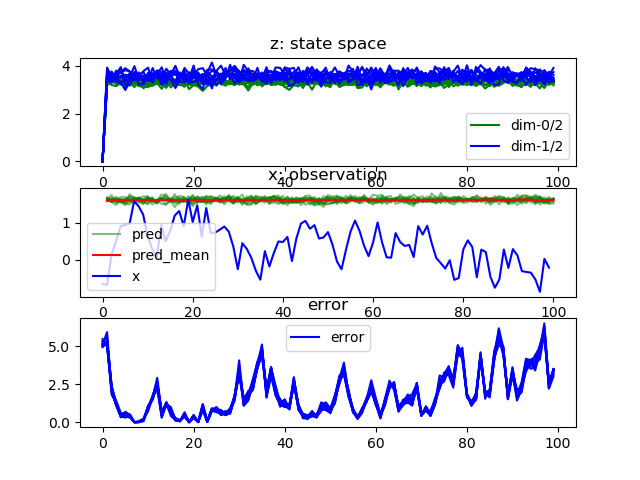 z: state space
4
2
0
dim-0/2
dim-1/2
0 20 40 60 80 100
x: observation
1
0
pred
pred_mean
x
0 20 40 60 80 100
error
5.0
2.5
0.0
error
0 20 40 60 80 100